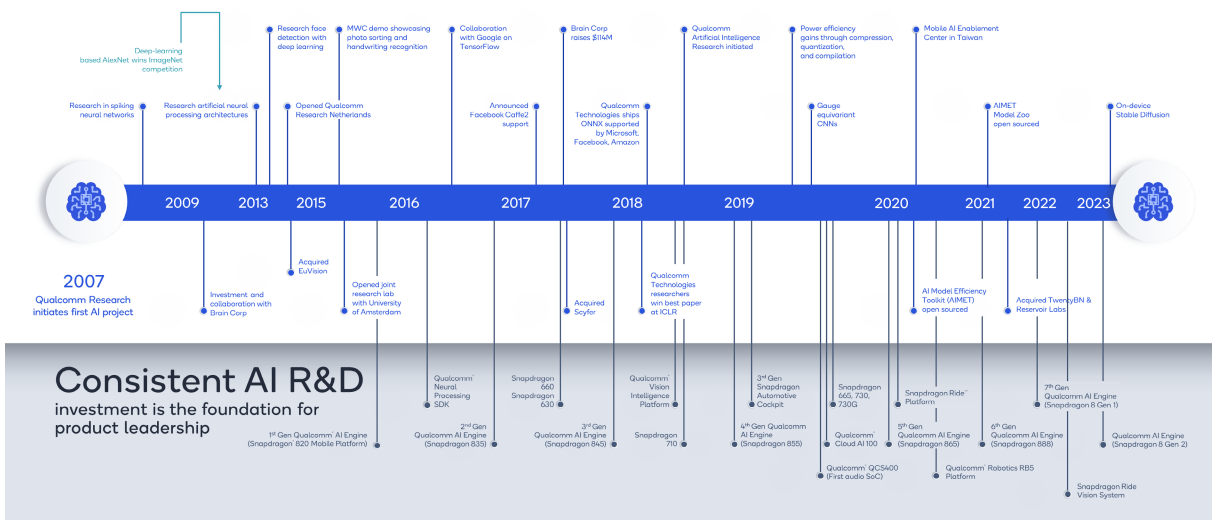 Deep-learning
based AlexNet wins ImageNet
competition
Research face
detection with
deep learning
MWC demo showcasing
photo sorting and
handwriting recognition
Collaboration
with Google on
TensorFlow
Brain Corp
raises $114M
Qualcomm
Artificial Intelligence
Research initiated
Power efficiency
gains through compression,
quantization,
and compilation
Mobile AI Enablement
Center in Taiwan
Research in spiking
neural networks
Research artificial neural
processing architectures
Opened Qualcomm
Research Netherlands
Announced
Facebook Caffe2
support
Qualcomm
Technologies ships
ONNX supported
by Microsoft,
Facebook, Amazon
Gauge
equivariant
CNNs
AIMET
Model Zoo
open sourced
On-device
Stable Diffusion
2009 2013 2015 2016 2017 2018 2019 2020 2021 2022 2023
2007
Qualcomm Research
initiates first AI project
Investment and
collaboration with
Brain Corp
Acquired
EuVision
Opened joint
research lab
with University
of Amsterdam
Acquired
Scyfer
Qualcomm
Technologies
researchers
win best paper
at ICLR
AI Model Efficiency
Toolkit (AIMET)
open sourced
Acquired TwentyBN &
Reservoir Labs
Consistent AI R&D
investment is the foundation for
product leadership
1st Gen Qualcomm® AI Engine
(Snapdragon® 820 Mobile Platform)
Qualcomm®
Neural
Processing
SDK
2nd Gen
Qualcomm AI Engine
(Snapdragon 835)
Snapdragon
660
Snapdragon
630
3rd Gen
Qualcomm AI Engine
(Snapdragon 845)
Qualcomm®
Vision
Intelligence
Platform
Snapdragon
710
3rd Gen
Snapdragon
Automotive
Cockpit
4th Gen Qualcomm
AI Engine
(Snapdragon 855)
Snapdragon
665, 730,
730G
Qualcomm®
Cloud AI 100
Qualcomm® QCS400
(First audio SoC)
Snapdragon Ride™
Platform
5th Gen
Qualcomm AI Engine
(Snapdragon 865)
Qualcomm® Robotics RB5
Platform
6th Gen
Qualcomm AI Engine
(Snapdragon 888)
7th Gen
Qualcomm AI Engine
(Snapdragon 8 Gen 1)
Qualcomm AI Engine
(Snapdragon 8 Gen 2)
Snapdragon Ride
Vision System